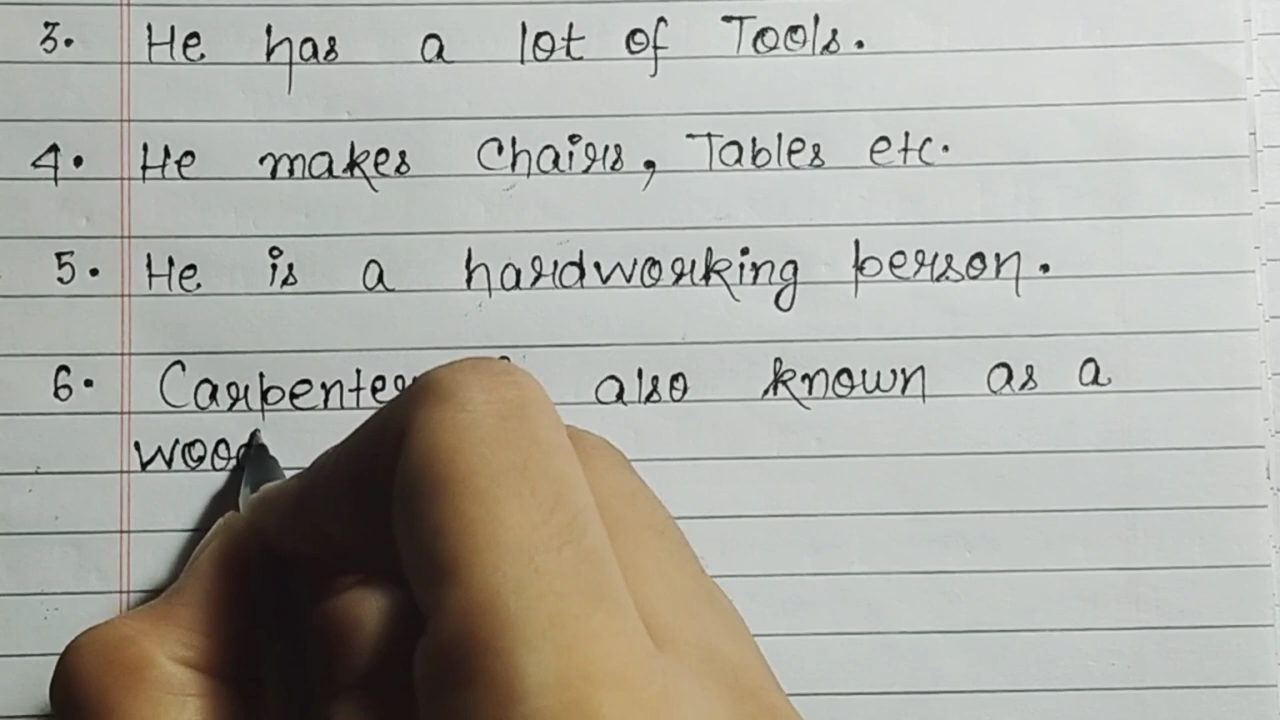 3. He has a lot of Tools.
4. He makes Chairs, Tables etc.
5. He is a hardworking person.
6. Carpenter also known as a